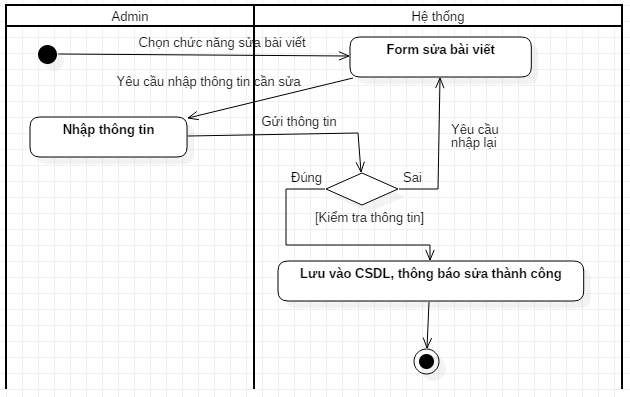 Admin
Hệ thống
Chọn chức năng sửa bài viết
Form sửa bài viết
Yêu cầu nhập thông tin cần sửa
Nhập thông tin
Gửi thông tin
Yêu cầu
nhập lại
Đúng
Sai
[Kiểm tra thông tin]
Lưu vào CSDL, thông báo sửa thành công